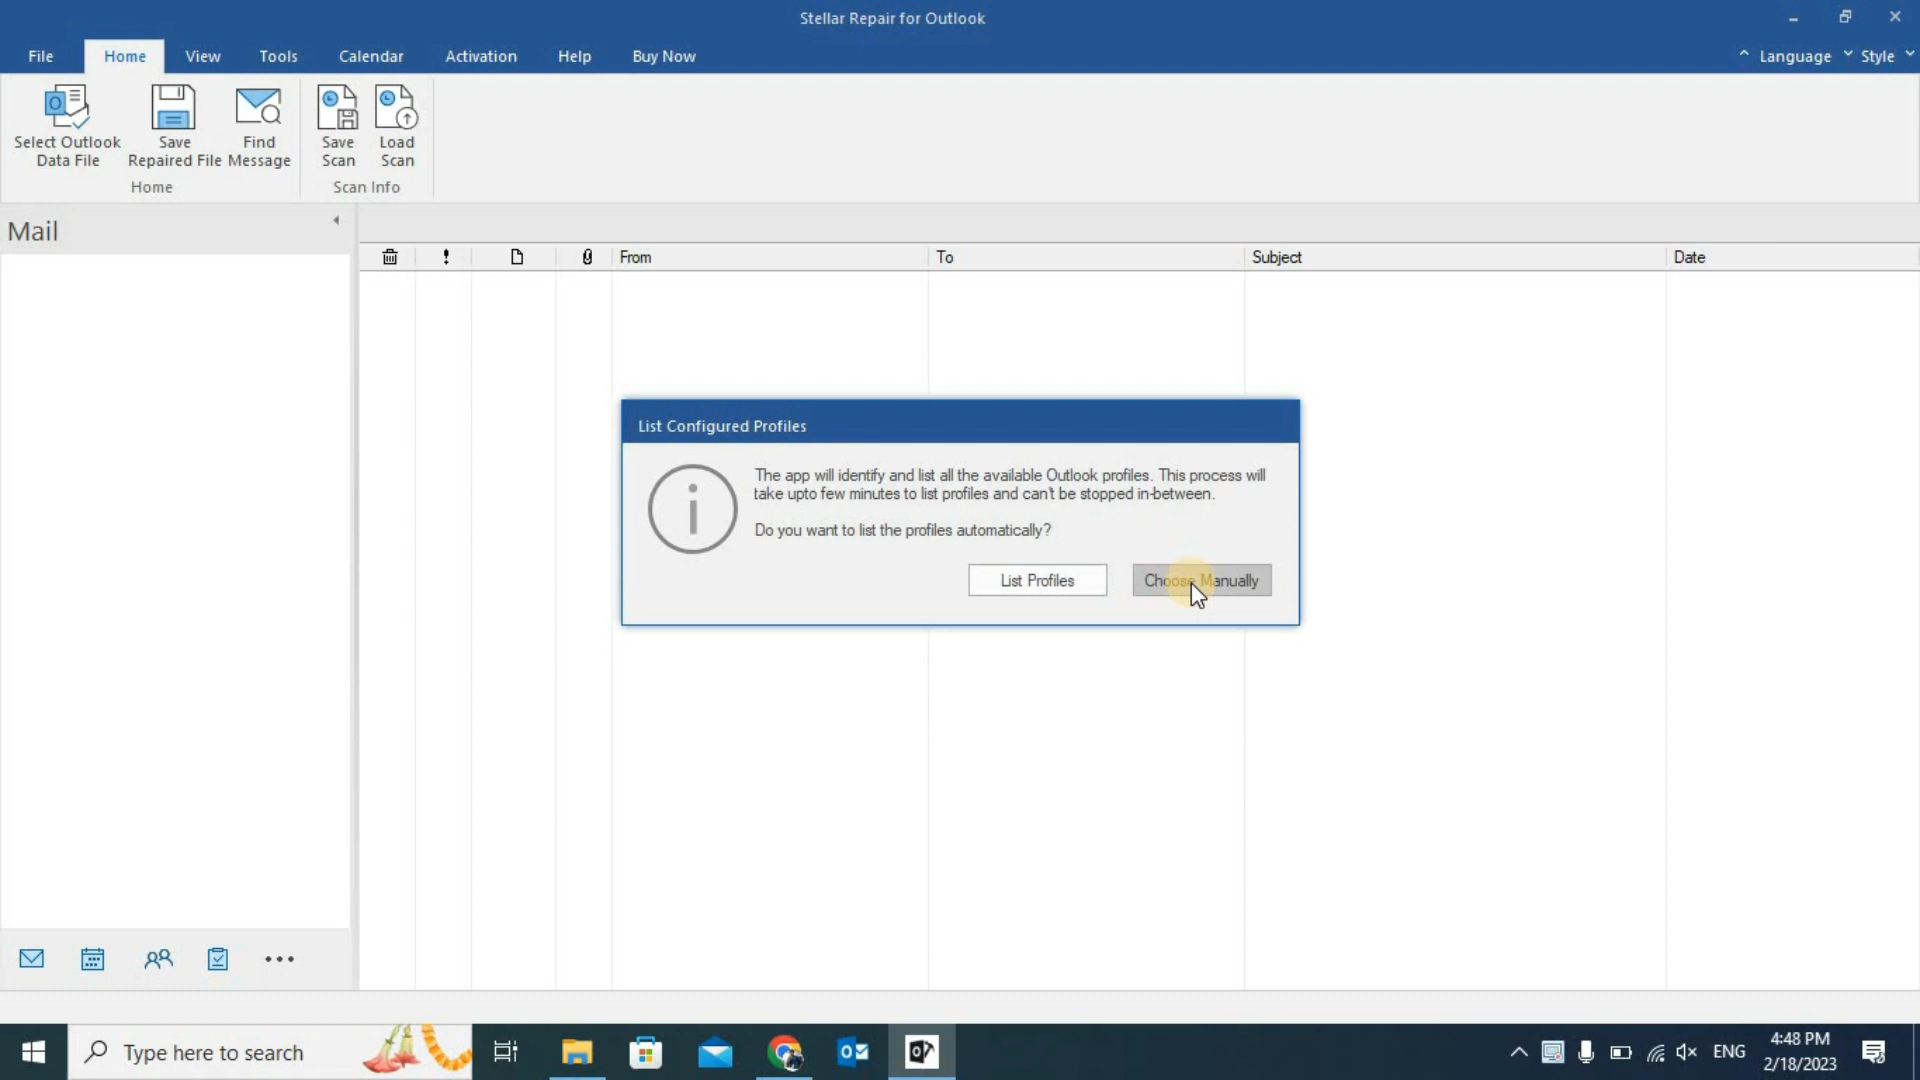 Stellar Repair for Outlook
File Home View Tools Calendar Activation Help Buy Now Language Style
Select Outlook Data File
Save Repaired File
Find Message
Save Scan
Load Scan
Home
Scan Info
Mail
From To Subject Date
List Configured Profiles
The app will identify and list all the available Outlook profiles. This process will
take upto few minutes to list profiles and can't be stopped in-between.
Do you want to list the profiles automatically?
List Profiles Choose Manually
Type here to search
ENG
4:48 PM
2/18/2023